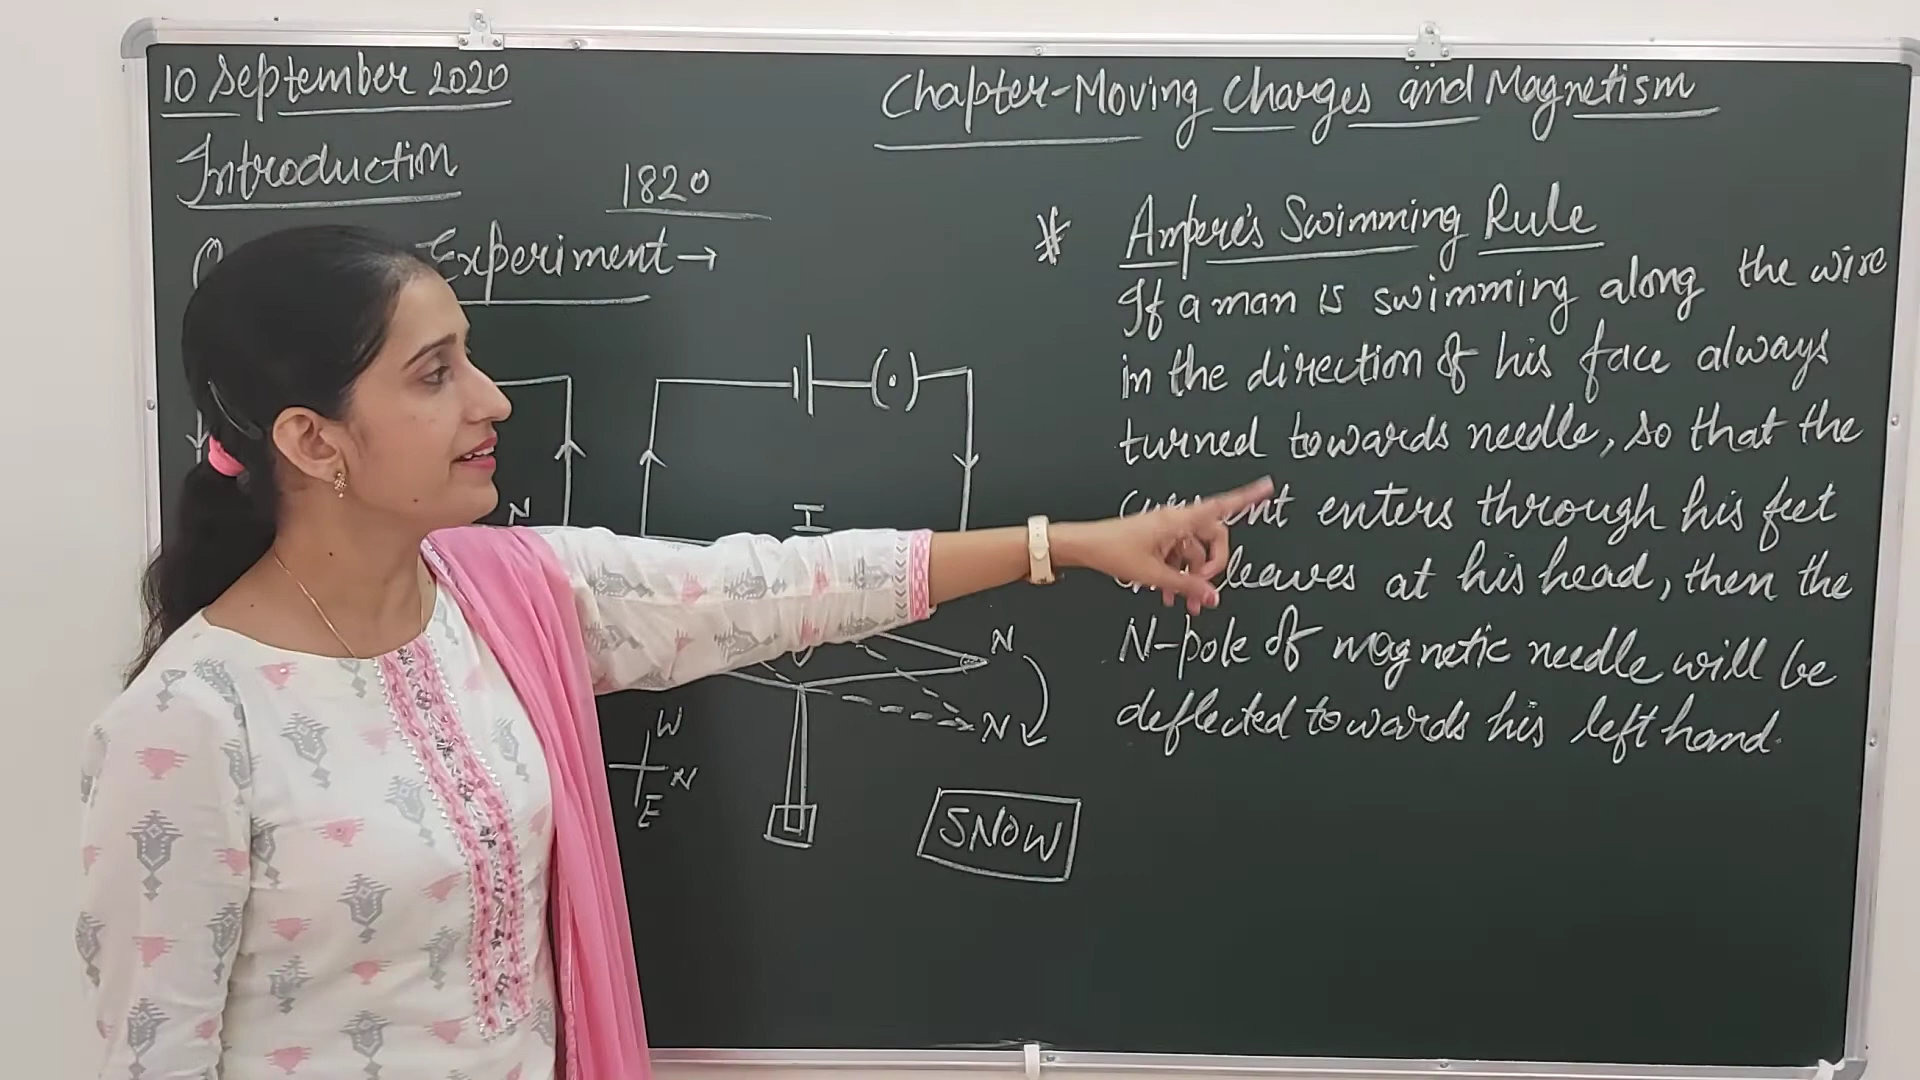 10 September 2020
Chapter-Moving Charges and Magnetism
Introduction
1820
Experiment →
N
I
N
N
W
N
E
SNOW
* Ampere's Swimming Rule
If a man is swimming along the wire
in the direction of his face always
turned towards needle, so that the
enters through his feet
leaves at his head, then the
N-pole of magnetic needle will be
deflected towards his left hand.